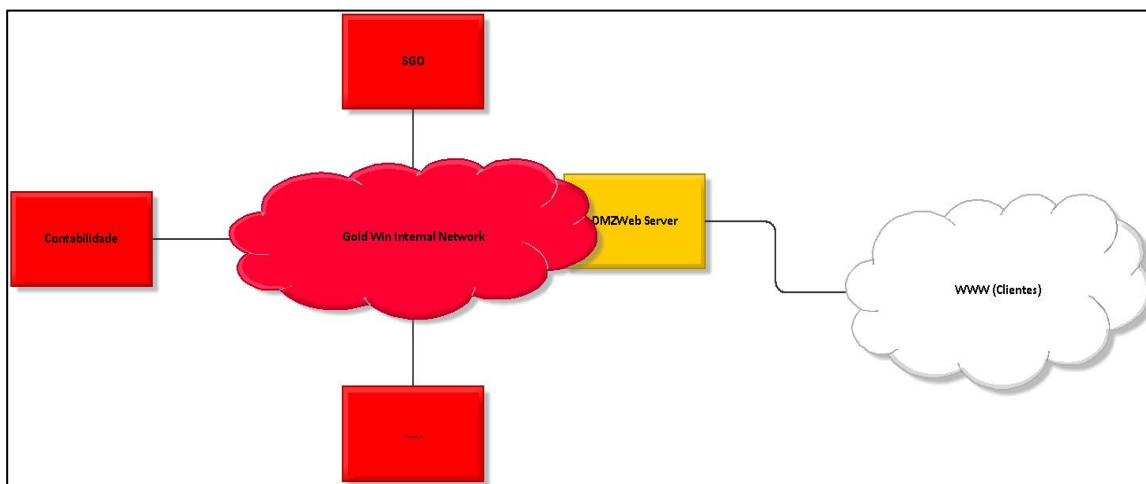 SGO
Contabilidade
Gold Win Internal Network
DMZWeb Server
WWW (Clientes)
.....